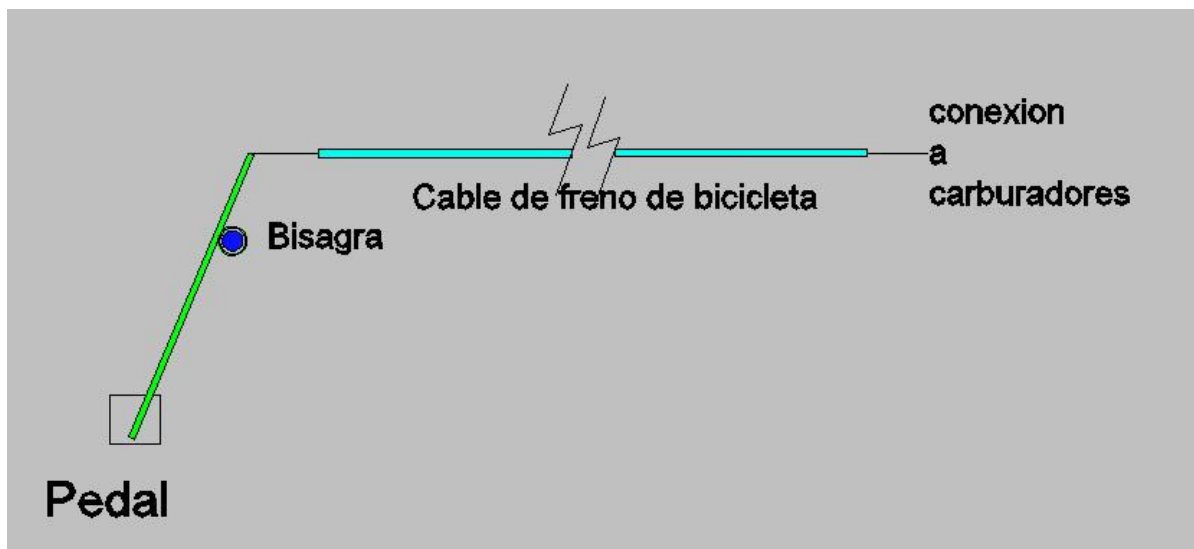 conexion
a
carburadores
Cable de freno de bicicleta
Bisagra
Pedal